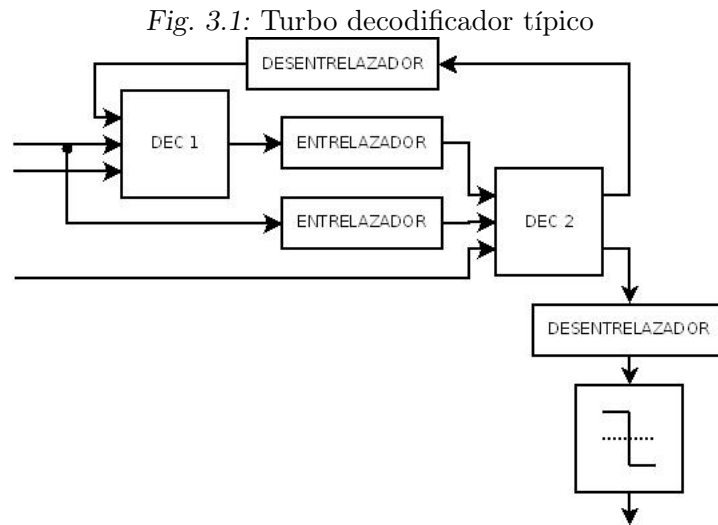 Fig. 3.1: Turbo decodificador típico
DESENTRELAZADOR
DEC 1
ENTRELAZADOR
ENTRELAZADOR
DEC 2
DESENTRELAZADOR